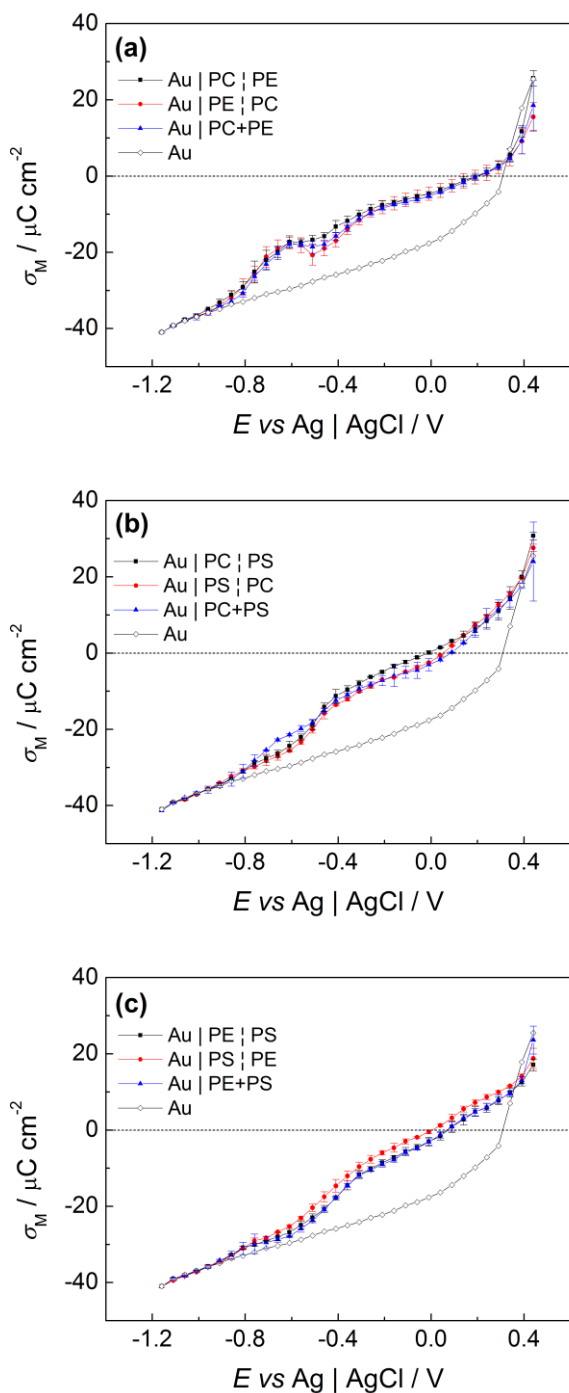 40
(a)
Au | PC ¦ PE
Au | PE ¦ PC
20
Au | PC+PE
Au
0
-20
-40
σM / μC cm-2
-1.2 -0.8 -0.4 0.0 0.4
E vs Ag | AgCl / V
40
(b)
Au | PC ¦ PS
20
Au | PS ¦ PC
Au | PC+PS
Au
0
-20
-40
σM / μC cm-2
-1.2 -0.8 -0.4 0.0 0.4
E vs Ag | AgCl / V
40
(c)
Au | PE ¦ PS
20
Au | PS ¦ PE
Au | PE+PS
Au
0
-20
-40
σM / μC cm-2
-1.2 -0.8 -0.4 0.0 0.4
E vs Ag | AgCl / V